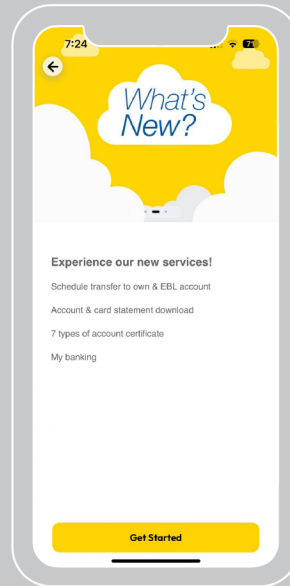 7:24
71
What's
New?
Experience our new services!
Schedule transfer to own & EBL account
Account & card statement download
7 types of account certificate
My banking
Get Started